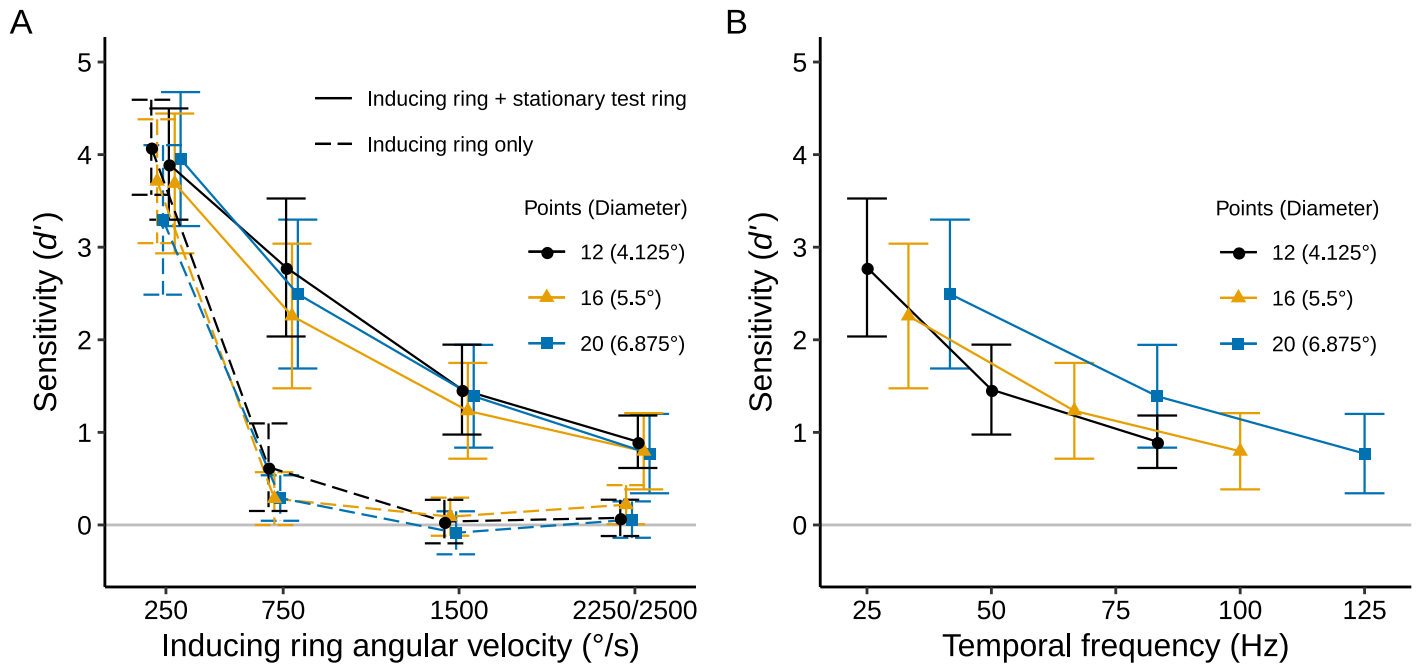 A
Sensitivity (d')
5
4
3
2
1
0
Inducing ring + stationary test ring
Inducing ring only
Points (Diameter)
12 (4.125°)
16 (5.5°)
20 (6.875°)
250 750 1500 2250/2500
Inducing ring angular velocity (°/s)
B
Sensitivity (d')
5
4
3
2
1
0
Points (Diameter)
12 (4.125°)
16 (5.5°)
20 (6.875°)
25 50 75 100 125
Temporal frequency (Hz)